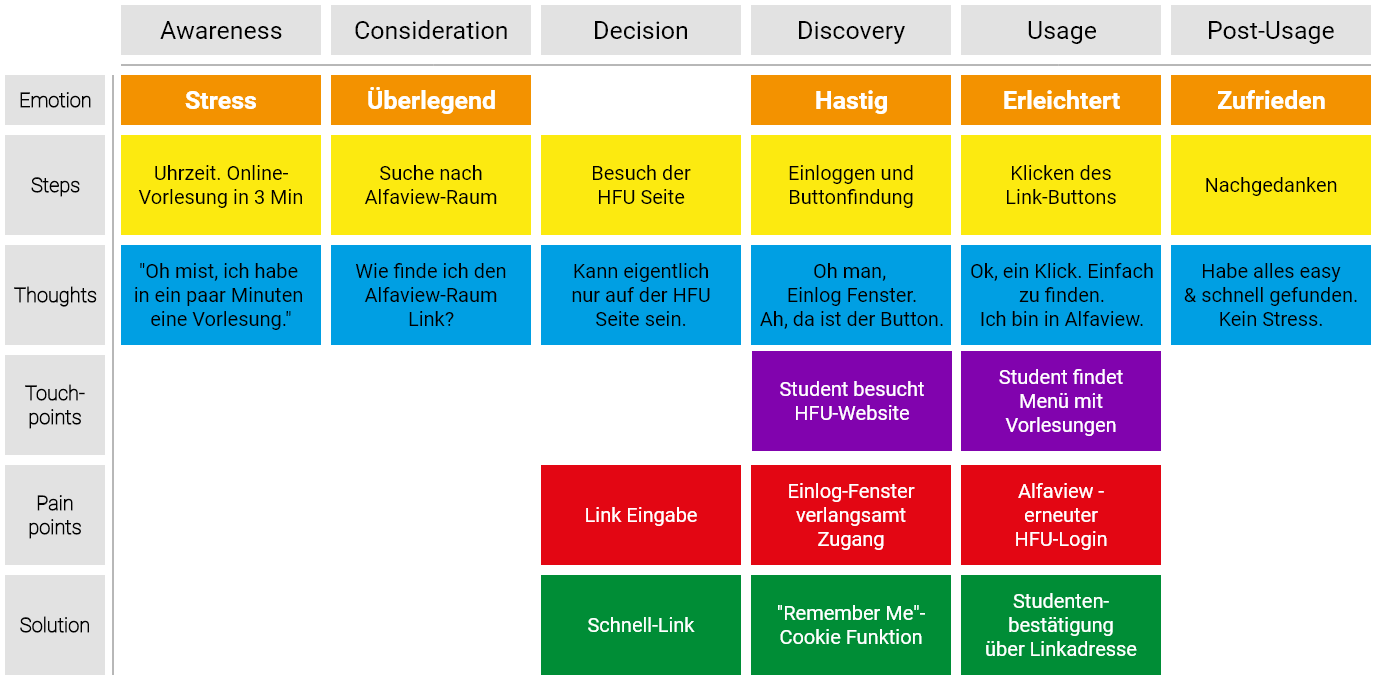 Awareness
Consideration
Decision
Discovery
Usage
Post-Usage
Emotion
Stress
Überlegend
Hastig
Erleichtert
Zufrieden
Steps
Uhrzeit. Online-
Vorlesung in 3 Min
Suche nach
Alfaview-Raum
Besuch der
HFU Seite
Einloggen und
Buttonfindung
Klicken des
Link-Buttons
Nachgedanken
Thoughts
"Oh mist, ich habe
in ein paar Minuten
eine Vorlesung."
Wie finde ich den
Alfaview-Raum
Link?
Kann eigentlich
nur auf der HFU
Seite sein.
Oh man,
Einlog Fenster.
Ah, da ist der Button.
Ok, ein Klick. Einfach
zu finden.
Ich bin in Alfaview.
Habe alles easy
& schnell gefunden.
Kein Stress.
Touch-
points
Student besucht
HFU-Website
Student findet
Menü mit
Vorlesungen
Pain
points
Link Eingabe
Einlog-Fenster
verlangsamt
Zugang
Alfaview -
erneuter
HFU-Login
Solution
Schnell-Link
"Remember Me"-
Cookie Funktion
Studenten-
bestätigung
über Linkadresse